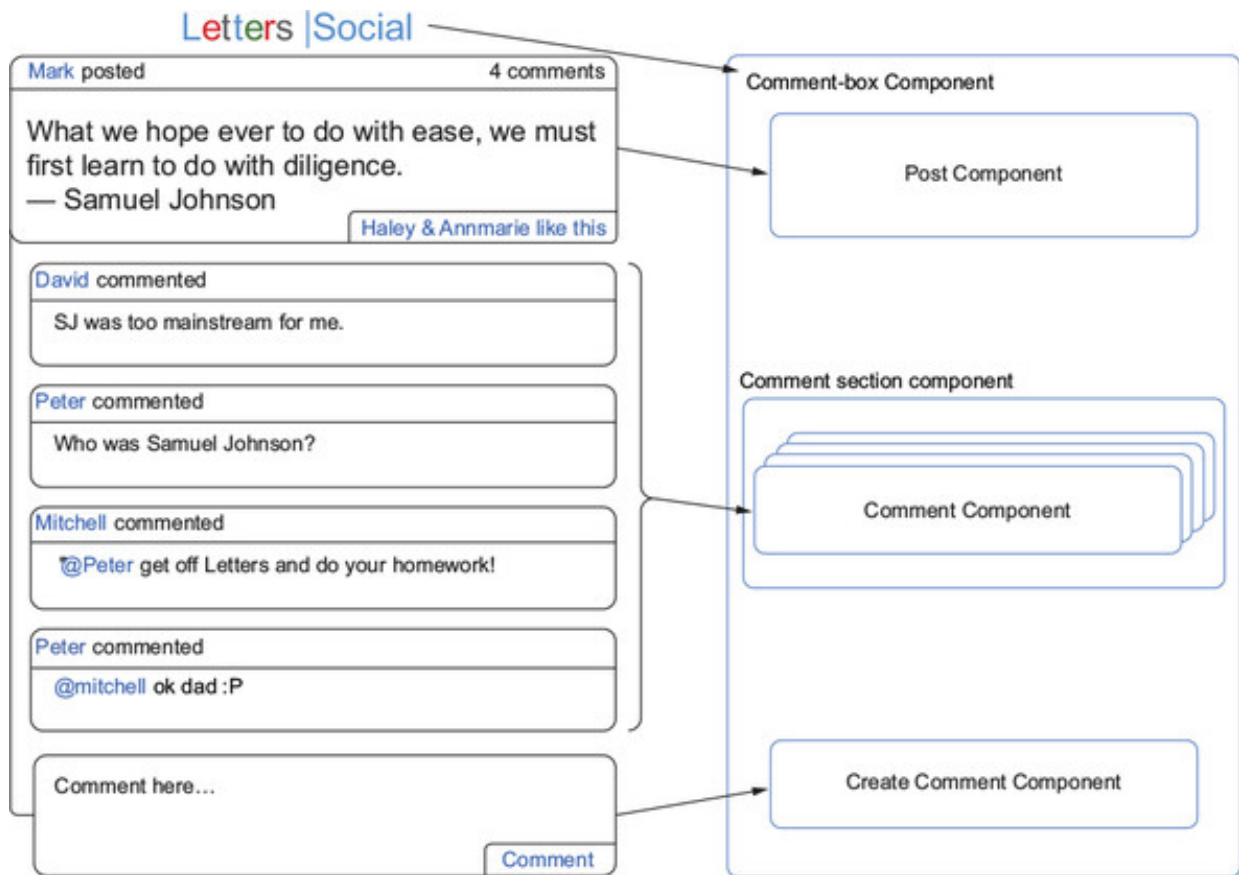 Letters |Social
Mark posted 4 comments
What we hope ever to do with ease, we must
first learn to do with diligence.
— Samuel Johnson
Haley & Annmarie like this
David commented
SJ was too mainstream for me.
Peter commented
Who was Samuel Johnson?
Mitchell commented
@Peter get off Letters and do your homework!
Peter commented
@mitchell ok dad :P
Comment here…
Comment
Comment-box Component
Post Component
Comment section component
Comment Component
Create Comment Component